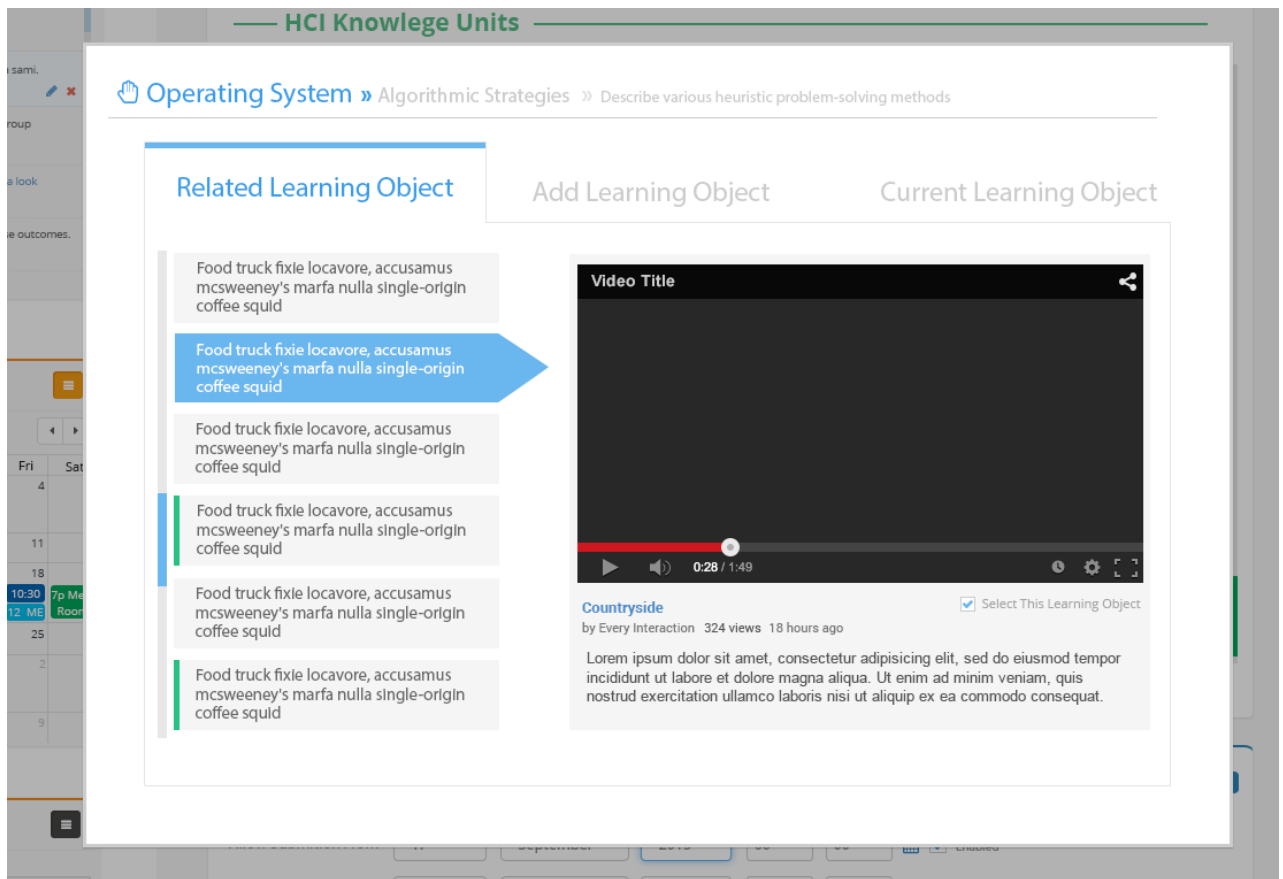 HCI Knowlege Units
sami.
roup
a look
se outcomes.
Fri Sat
4
11
18
10:30 7p Me
12 ME Roon
25
2
9
Operating System » Algorithmic Strategies » Describe various heuristic problem-solving methods
Related Learning Object
Add Learning Object
Current Learning Object
Food truck fixie locavore, accusamus
mcsweeney's marfa nulla single-origin
coffee squid
Food truck fixie locavore, accusamus
mcsweeney's marfa nulla single-origin
coffee squid
Food truck fixie locavore, accusamus
mcsweeney's marfa nulla single-origin
coffee squid
Food truck fixie locavore, accusamus
mcsweeney's marfa nulla single-origin
coffee squid
Food truck fixie locavore, accusamus
mcsweeney's marfa nulla single-origin
coffee squid
Food truck fixie locavore, accusamus
mcsweeney's marfa nulla single-origin
coffee squid
Video Title
0:28 / 1:49
Countryside
Select This Learning Object
by Every Interaction 324 views 18 hours ago
Lorem ipsum dolor sit amet, consectetur adipisicing elit, sed do eiusmod tempor
incididunt ut labore et dolore magna aliqua. Ut enim ad minim veniam, quis
nostrud exercitation ullamco laboris nisi ut aliquip ex ea commodo consequat.
September 2013 Enabled